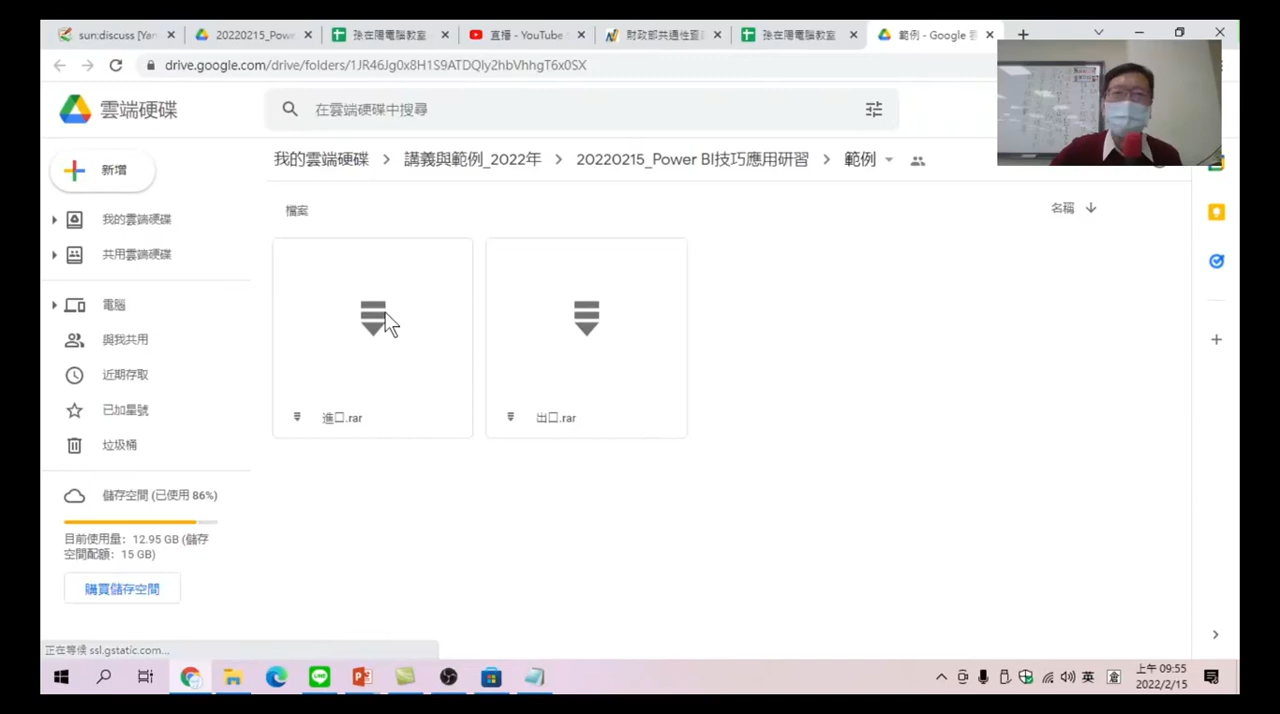 sun:discuss [Yan
20220215_Powe
孫在陽電腦教室
直播 - YouTube
財政部共通性
孫在陽電腦教室
範例 - Google
drive.google.com/drive/folders/1JR46Jg0x8H1S9ATDQIy2hbVhhgT6x0SX
雲端硬碟
在雲端硬碟中搜尋
新增
我的雲端硬碟 > 講義與範例_2022年 > 20220215_Power BI技巧應用研習 > 範例
檔案
名稱
我的雲端硬碟
共用雲端硬碟
電腦
與我共用
近期存取
已加星號
垃圾桶
進口.rar
出口.rar
儲存空間 (已使用 86%)
目前使用量：12.95 GB (儲存
空間配額：15 GB)
購買儲存空間
正在等候 ssl.gstatic.com...
英
倉
上午 09:55
2022/2/15